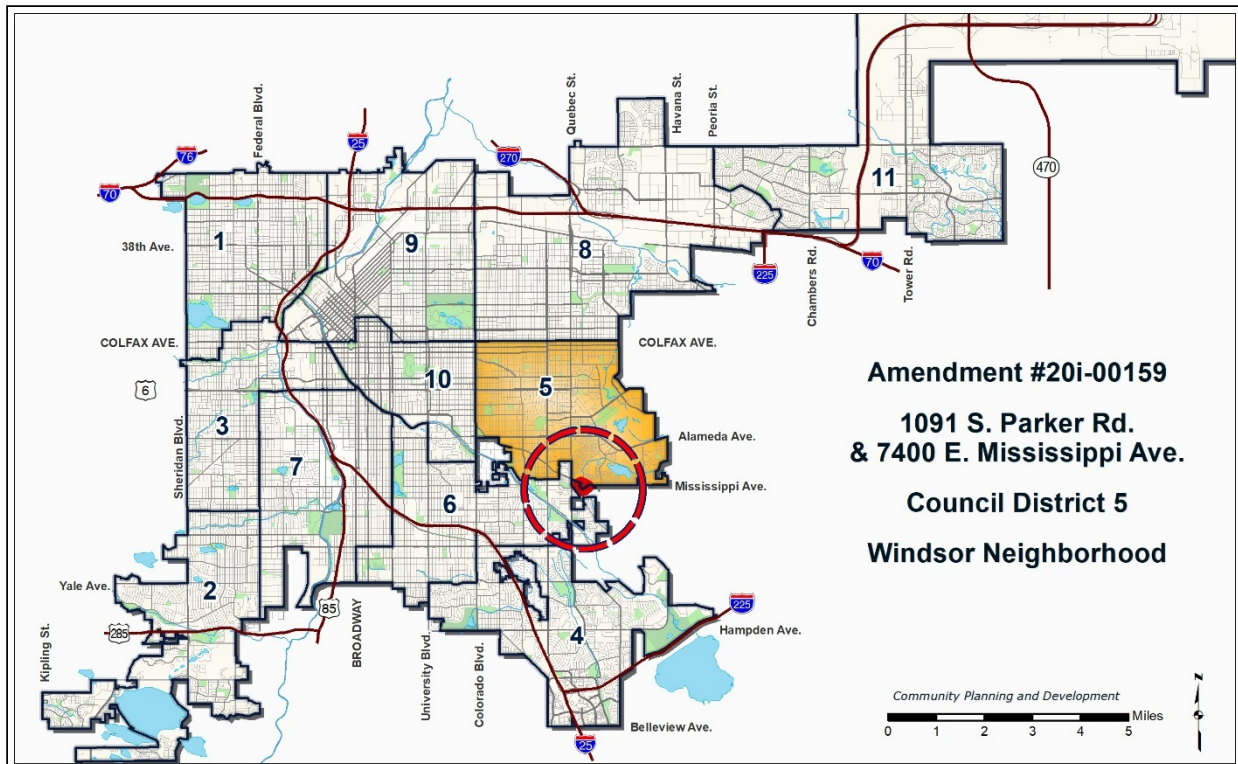 Federal Blvd.
Quebec St.
Havana St.
Peoria St.
76
25
270
70
470
11
38th Ave.
1
9
8
225
70
Chambers Rd.
Tower Rd.
COLFAX AVE.
COLFAX AVE.
6
10
5
3
Sheridan Blvd.
7
6
Alameda Ave.
Mississippi Ave.
Amendment #20i-00159
1091 S. Parker Rd.
& 7400 E. Mississippi Ave.
Council District 5
Windsor Neighborhood
Yale Ave.
2
85
285
BROADWAY
University Blvd.
Colorado Blvd.
4
225
Hampden Ave.
Kipling St.
Belleview Ave.
25
Community Planning and Development
Miles
0 1 2 3 4 5
N